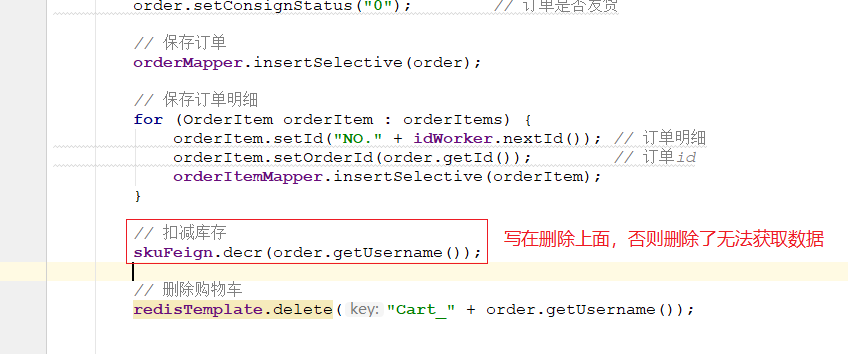 order.setConsignStatus("0"); // 订单是否发货
// 保存订单
orderMapper.insertSelective(order);
// 保存订单明细
for (OrderItem orderItem : orderItems) {
orderItem.setId("NO." + idWorker.nextId()); // 订单明细
orderItem.setOrderId(order.getId()); // 订单id
orderItemMapper.insertSelective(orderItem);
}
// 扣减库存
skuFeign.decr(order.getUsername()); 写在删除上面，否则删除了无法获取数据
// 删除购物车
redisTemplate.delete( key: "Cart_" + order.getUsername());